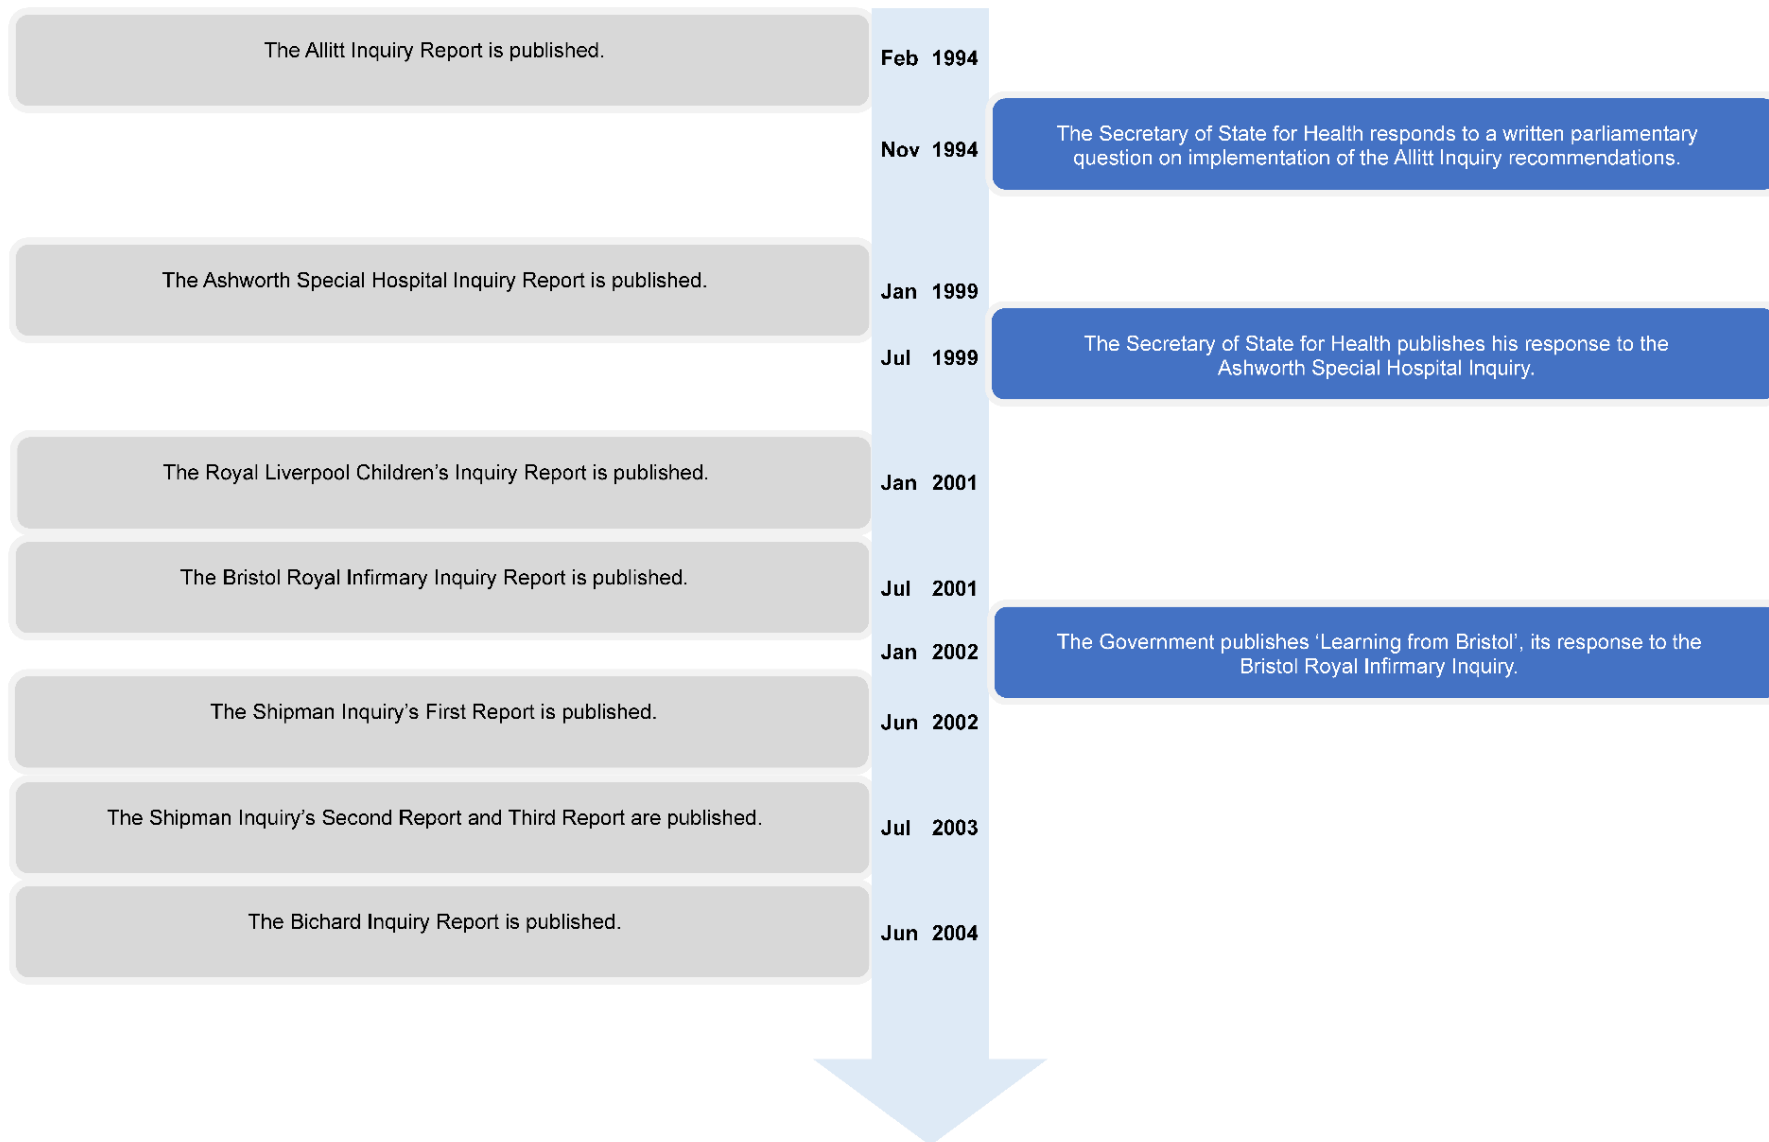 The Allitt Inquiry Report is published.
Feb 1994
Nov 1994
The Secretary of State for Health responds to a written parliamentary
question on implementation of the Allitt Inquiry recommendations.
The Ashworth Special Hospital Inquiry Report is published.
Jan 1999
Jul 1999
The Secretary of State for Health publishes his response to the
Ashworth Special Hospital Inquiry.
The Royal Liverpool Children’s Inquiry Report is published.
Jan 2001
The Bristol Royal Infirmary Inquiry Report is published.
Jul 2001
Jan 2002
The Government publishes ‘Learning from Bristol’, its response to the
Bristol Royal Infirmary Inquiry.
The Shipman Inquiry’s First Report is published.
Jun 2002
The Shipman Inquiry’s Second Report and Third Report are published.
Jul 2003
The Bichard Inquiry Report is published.
Jun 2004